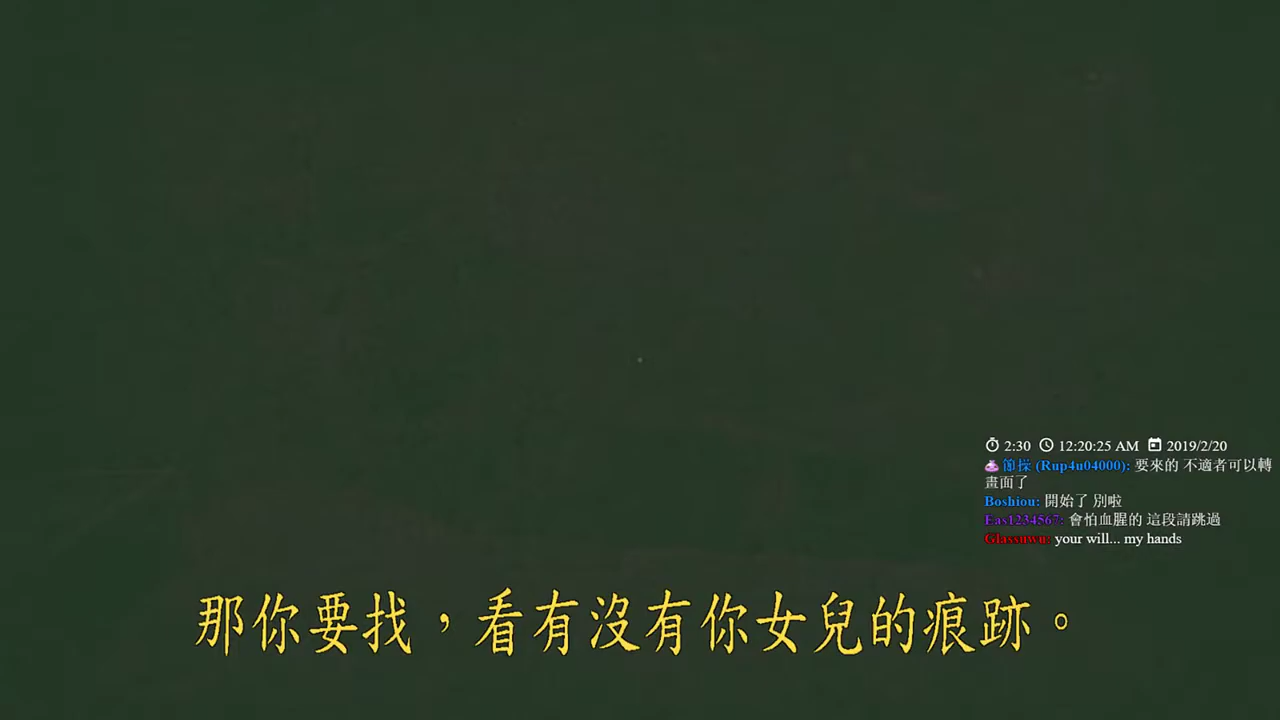 2:30 12:20:25 AM 2019/2/20
節操 (Rup4u04000): 要來的 不適者可以轉
畫面了
Boshiou: 開始了 別啦
Eas1234567: 會怕血腥的 這段請跳過
Glassuwu: your will... my hands
那你要找，看有沒有你女兒的痕跡。